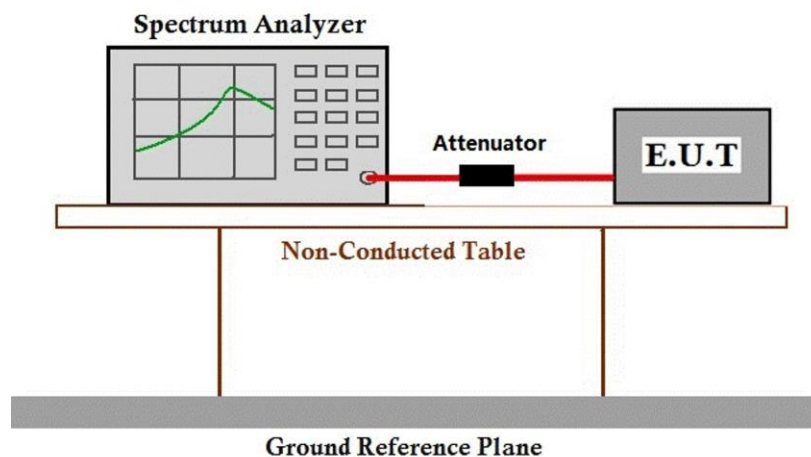 Spectrum Analyzer
Attenuator
E.U.T
Non-Conducted Table
Ground Reference Plane